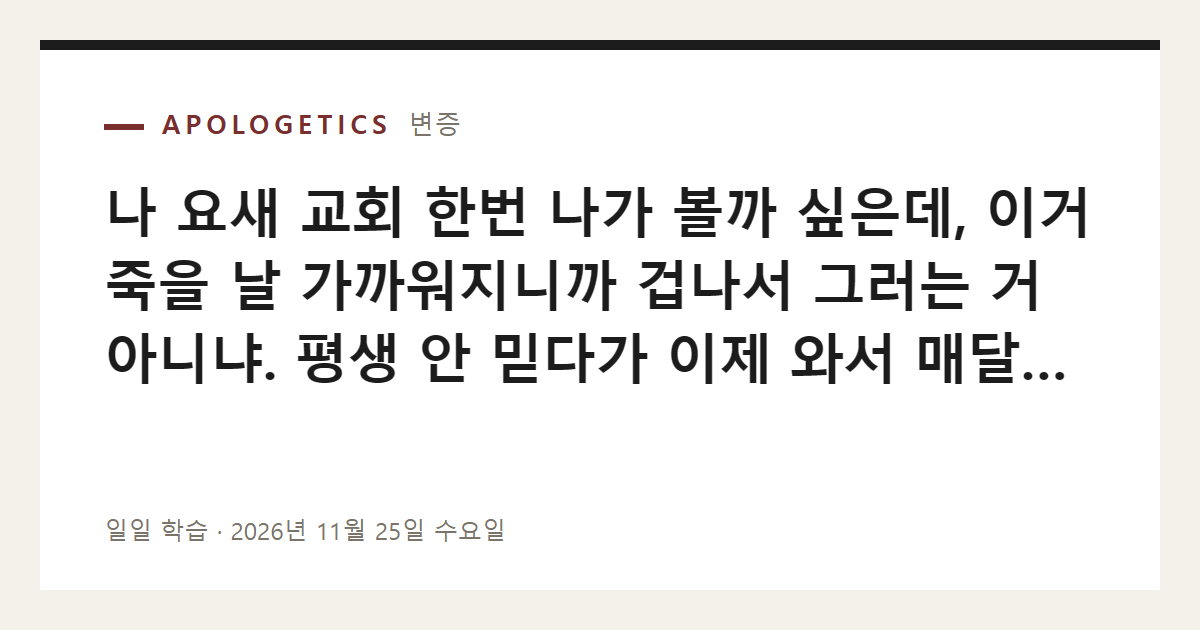 APOLOGETICS 변증
나 요새 교회 한번 나가 볼까 싶은데, 이거
죽을 날 가까워지니까 겁나서 그러는 거
아니냐. 평생 안 믿다가 이제 와서 매달...
일일 학습 · 2026년 11월 25일 수요일